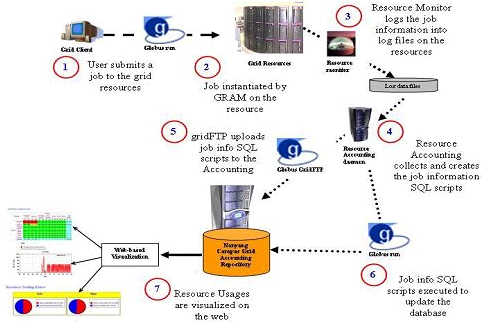 3
Resource Monitor
logs the job
information into
log files on the
resources
Grid Client
Globus run
Grid Resources
Resource
monitor
1
User submits a
job to the grid
resources
2
Job instantiated by
GRAM on the
resource
Log data files
5
gridFTP uploads
job info SQL
scripts to the
Accounting
Globus GridFTP
Resource
Accounting
daemon
4
Resource
Accounting
collects and creates
the job information
SQL scripts
Web-based
Visualization
Nanyang
Campus Grid
Accounting
Repository
Globus run
7
Resource Usages
are visualized on
the web
6
Job info SQL
scripts executed to
update the
database